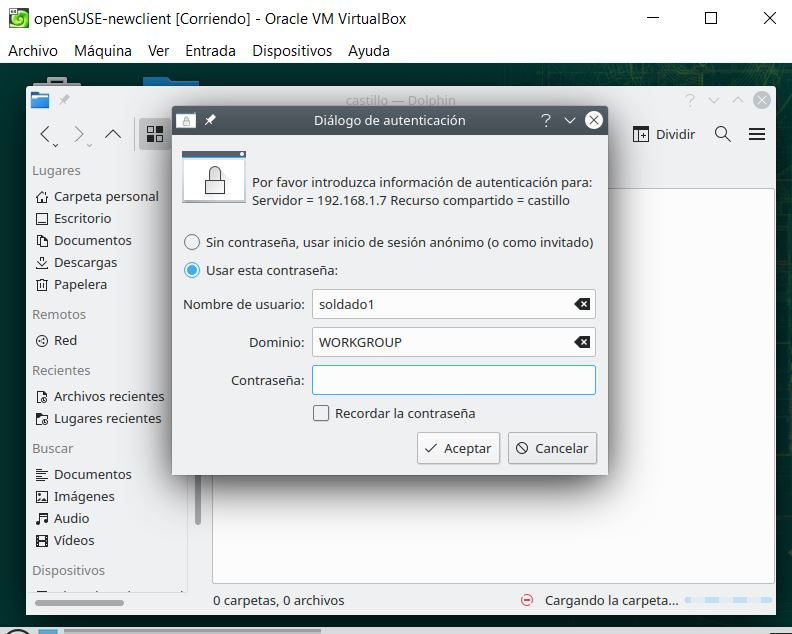 openSUSE-newclient [Corriendo] - Oracle VM VirtualBox
Archivo Máquina Ver Entrada Dispositivos Ayuda
castillo — Dolphin
Dividir
Lugares
Carpeta personal
Escritorio
Documentos
Descargas
Papelera
Remotos
Red
Recientes
Archivos recientes
Lugares recientes
Buscar
Documentos
Imágenes
Audio
Vídeos
Dispositivos
Diálogo de autenticación
Por favor introduzca información de autenticación para:
Servidor = 192.168.1.7 Recurso compartido = castillo
Sin contraseña, usar inicio de sesión anónimo (o como invitado)
Usar esta contraseña:
Nombre de usuario: soldado1
Dominio: WORKGROUP
Contraseña:
Recordar la contraseña
Aceptar Cancelar
0 carpetas, 0 archivos
Cargando la carpeta...